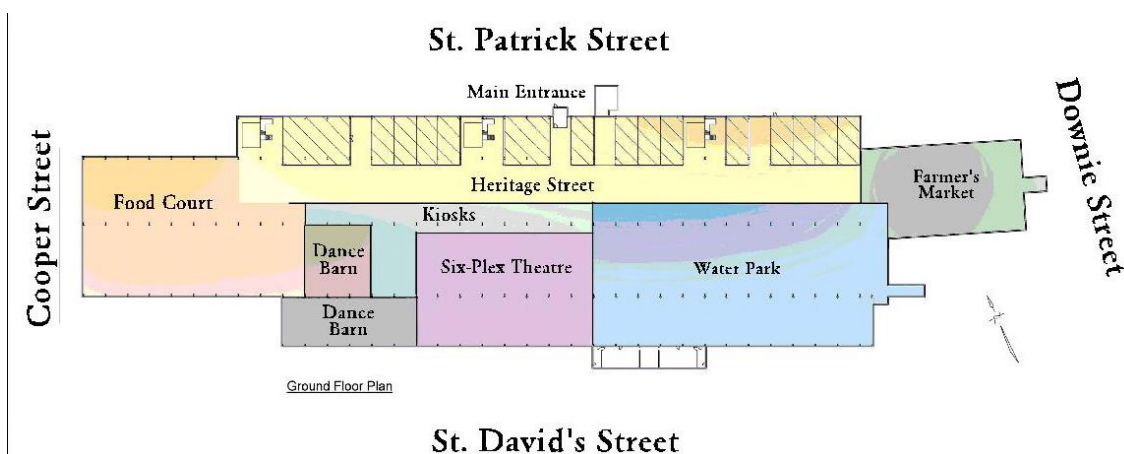 St. Patrick Street
Main Entrance
Cooper Street
Downie Street
Heritage Street
Farmer's
Market
Food Court
Kiosks
Dance
Barn
Six-Plex Theatre
Water Park
Dance
Barn
Ground Floor Plan
St. David's Street